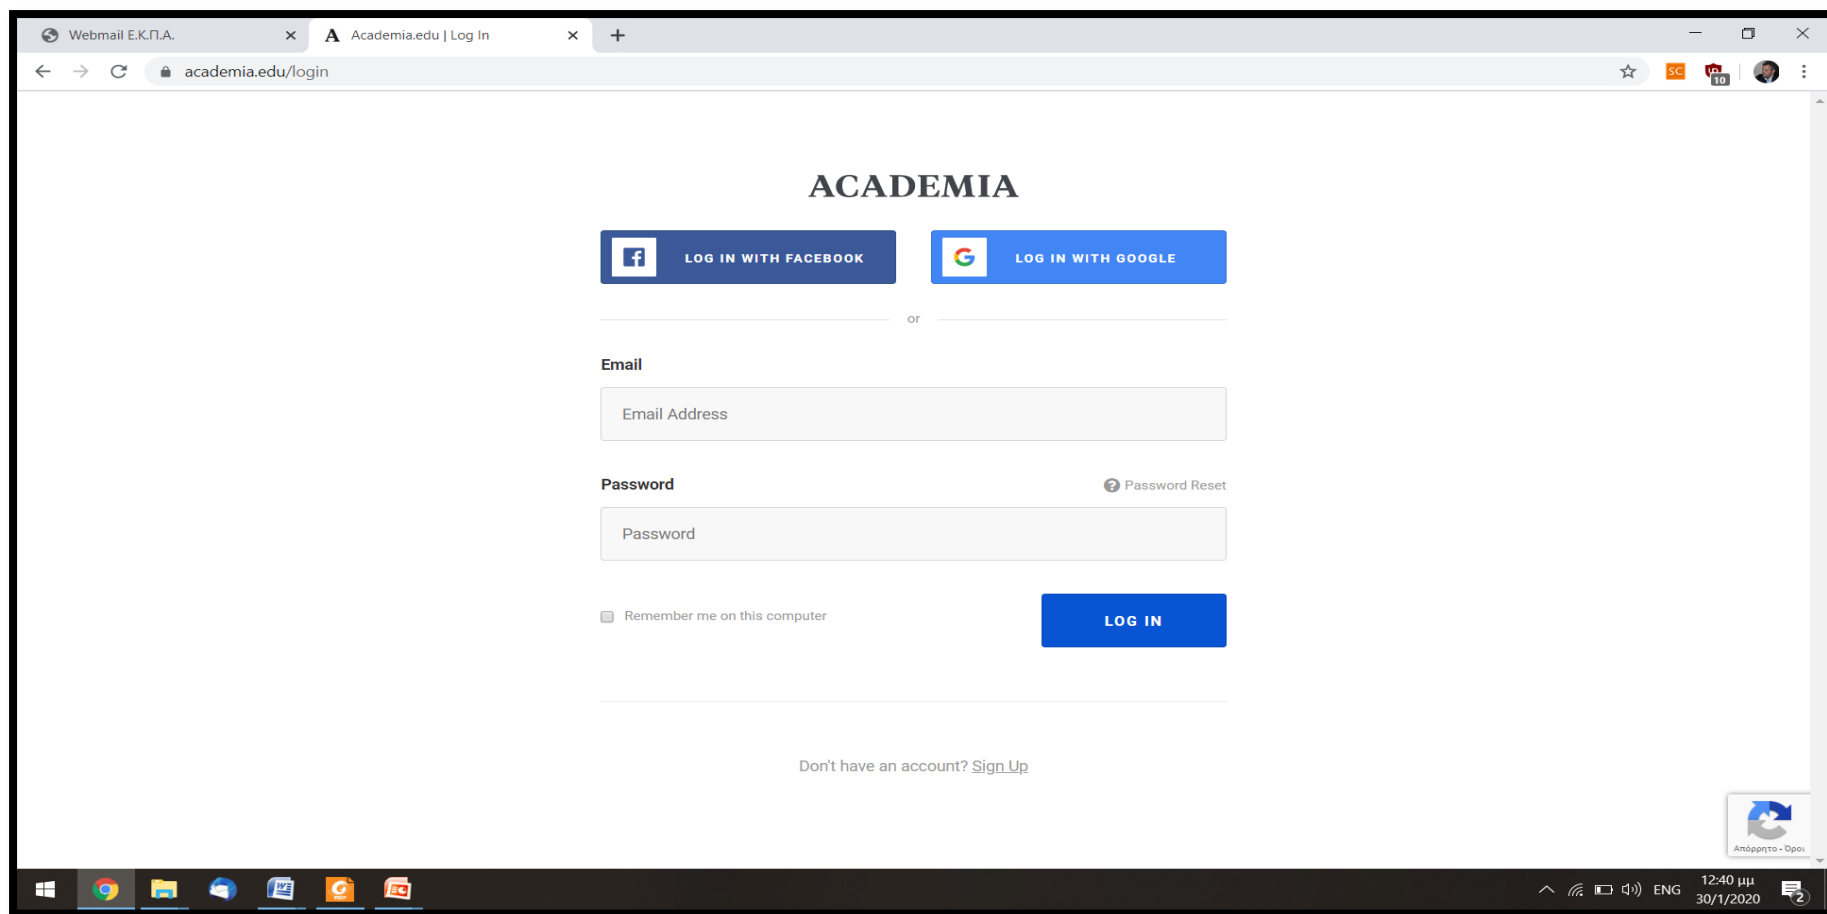 Webmail Ε.Κ.Π.Α.
A Academia.edu | Log In
academia.edu/login
SC
10
ACADEMIA
LOG IN WITH FACEBOOK
G LOG IN WITH GOOGLE
or
Email
Email Address
Password
Password Reset
Password
Remember me on this computer
LOG IN
Don't have an account? Sign Up
Απόρρητο - Όροι
ENG
12:40 μμ
30/1/2020
2